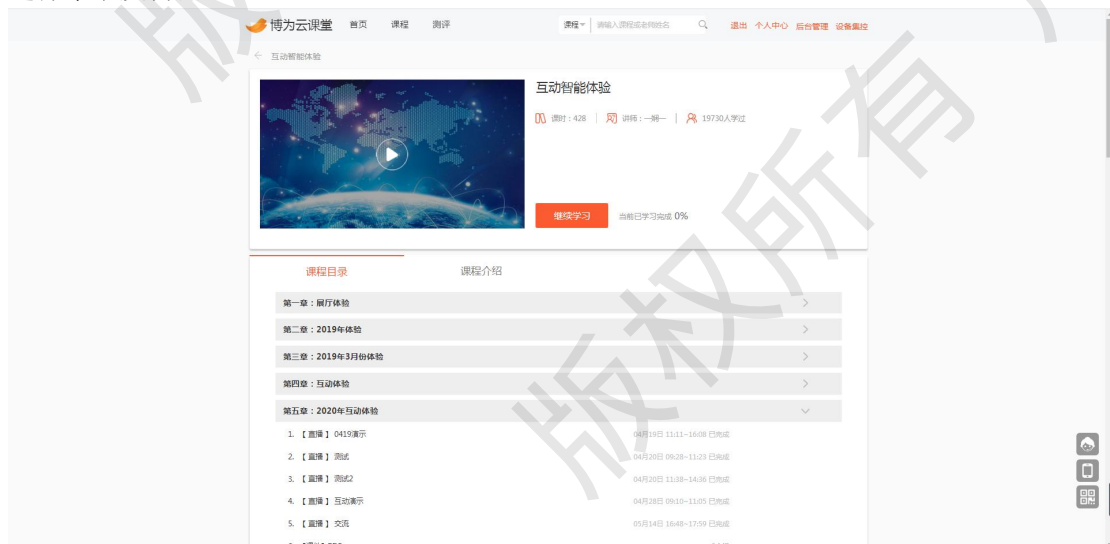 博为云课堂 首页 课程 测评 课程 请输入课程或老师姓名 退出 个人中心 后台管理 设备集控
互动智能体验
互动智能体验
课时：428 讲师：一娴一 19730人学过
继续学习 当前已学习完成 0%
课程目录 课程介绍
第一章：展厅体验
第二章：2019年体验
第三章：2019年3月份体验
第四章：互动体验
第五章：2020年互动体验
1. 【 直播 】 0419演示 04月19日 11:11~16:08 已完成
2. 【 直播 】 测试 04月20日 09:28~11:23 已完成
3. 【 直播 】 测试2 04月20日 11:38~14:36 已完成
4. 【 直播 】 互动演示 04月28日 09:10~11:05 已完成
5. 【 直播 】 交流 05月14日 16:48~17:59 已完成
版权所有